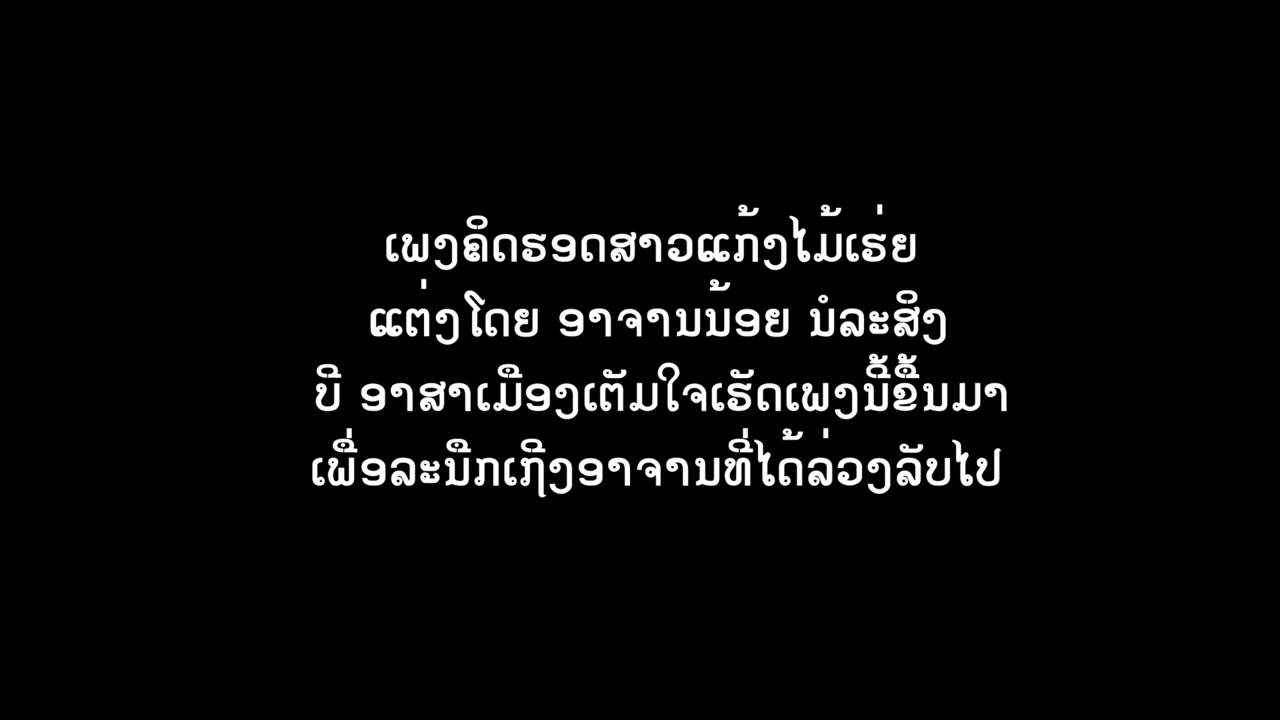 ເພງຄິດຮອດສາວແກ້ງໄມ້ເຮ່ຍ
ແຕ່ງໂດຍ ອາຈານນ້ອຍ ນໍລະສິງ
ບີ ອາສາເມືອງເຕັມໃຈເຮັດເພງນີ້ຂຶ້ນມາ
ເພື່ອລະນືກເຖີງອາຈານທີ່ໄດ້ລ່ວງລັບໄປ